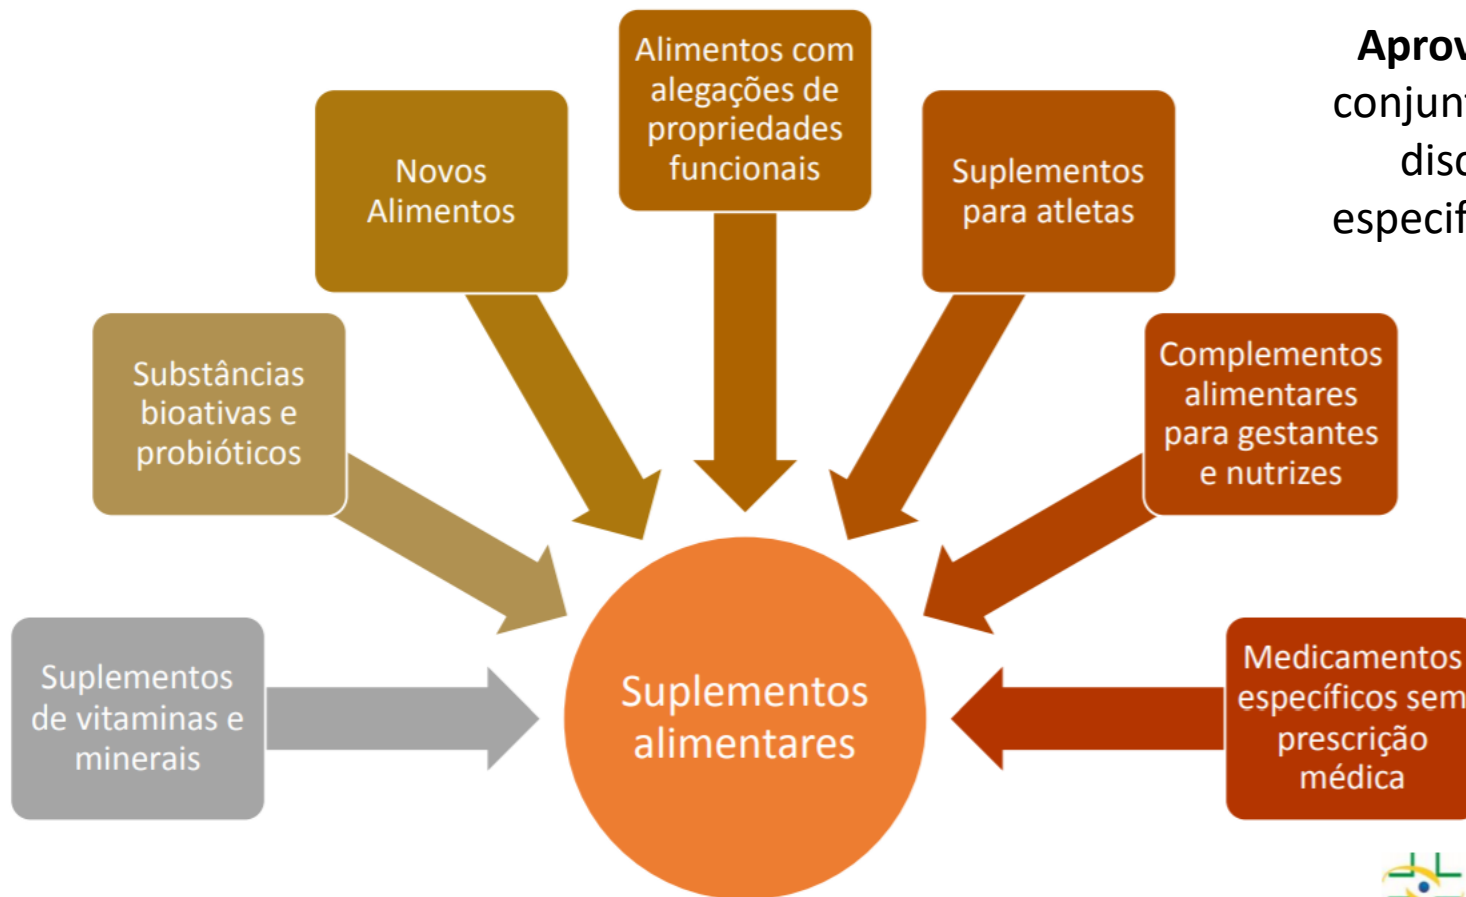 Alimentos com
alegações de
propriedades
funcionais
Novos
Alimentos
Suplementos
para atletas
Substâncias
bioativas e
probióticos
Complementos
alimentares
para gestantes
e nutrizes
Suplementos
de vitaminas e
minerais
Suplementos
alimentares
Medicamentos
específicos sem
prescrição
médica